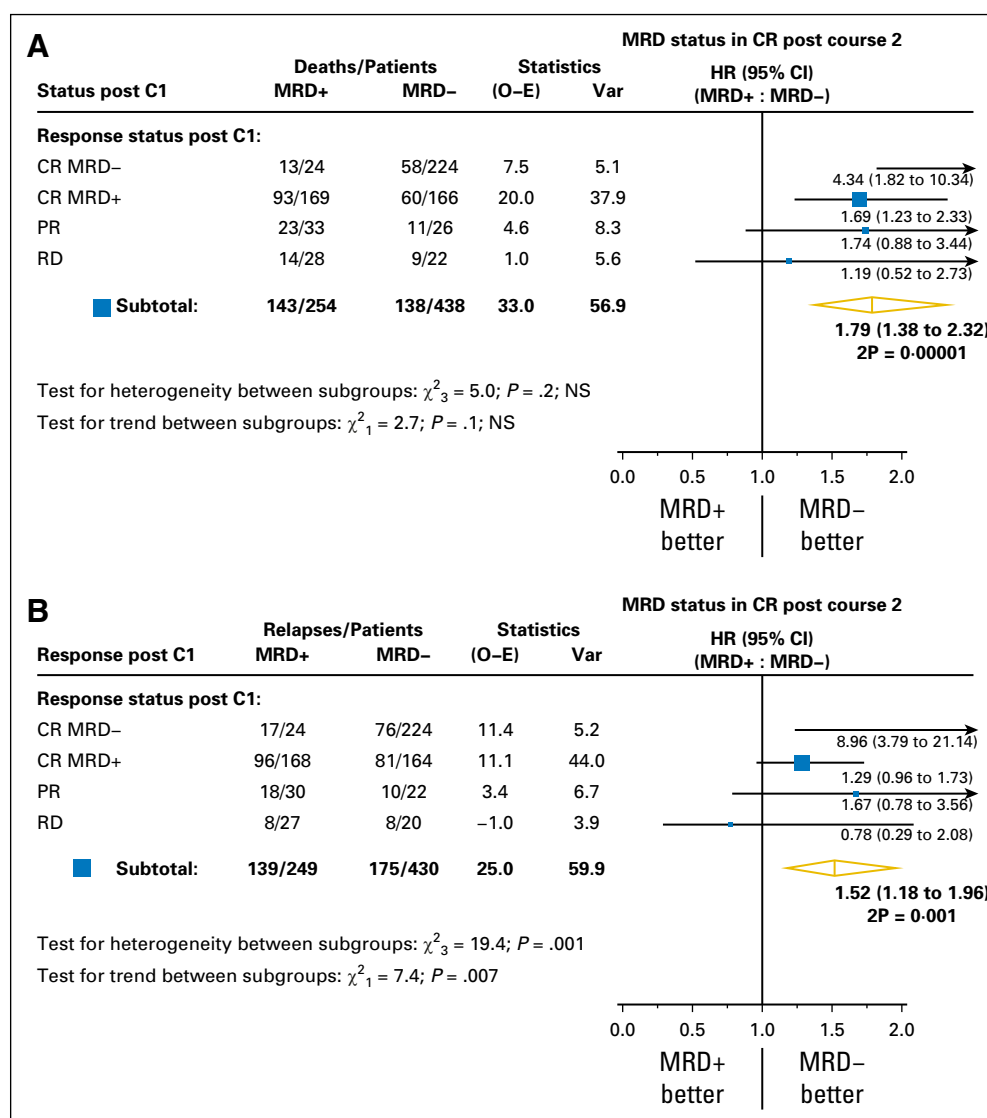 A
MRD status in CR post course 2
Deaths/Patients Statistics HR (95% CI)
Status post C1 MRD+ MRD− (O−E) Var (MRD+ : MRD−)
Response status post C1:
CR MRD− 13/24 58/224 7.5 5.1 4.34 (1.82 to 10.34)
CR MRD+ 93/169 60/166 20.0 37.9 1.69 (1.23 to 2.33)
PR 23/33 11/26 4.6 8.3 1.74 (0.88 to 3.44)
RD 14/28 9/22 1.0 5.6 1.19 (0.52 to 2.73)
Subtotal: 143/254 138/438 33.0 56.9 1.79 (1.38 to 2.32)
2P = 0·00001
Test for heterogeneity between subgroups: χ²₃ = 5.0; P = .2; NS
Test for trend between subgroups: χ²₁ = 2.7; P = .1; NS
0.0 0.5 1.0 1.5 2.0
MRD+ MRD−
better better
B
MRD status in CR post course 2
Relapses/Patients Statistics HR (95% CI)
Response post C1 MRD+ MRD− (O−E) Var (MRD+ : MRD−)
Response status post C1:
CR MRD− 17/24 76/224 11.4 5.2 8.96 (3.79 to 21.14)
CR MRD+ 96/168 81/164 11.1 44.0 1.29 (0.96 to 1.73)
PR 18/30 10/22 3.4 6.7 1.67 (0.78 to 3.56)
RD 8/27 8/20 −1.0 3.9 0.78 (0.29 to 2.08)
Subtotal: 139/249 175/430 25.0 59.9 1.52 (1.18 to 1.96)
2P = 0·001
Test for heterogeneity between subgroups: χ²₃ = 19.4; P = .001
Test for trend between subgroups: χ²₁ = 7.4; P = .007
0.0 0.5 1.0 1.5 2.0
MRD+ MRD−
better better